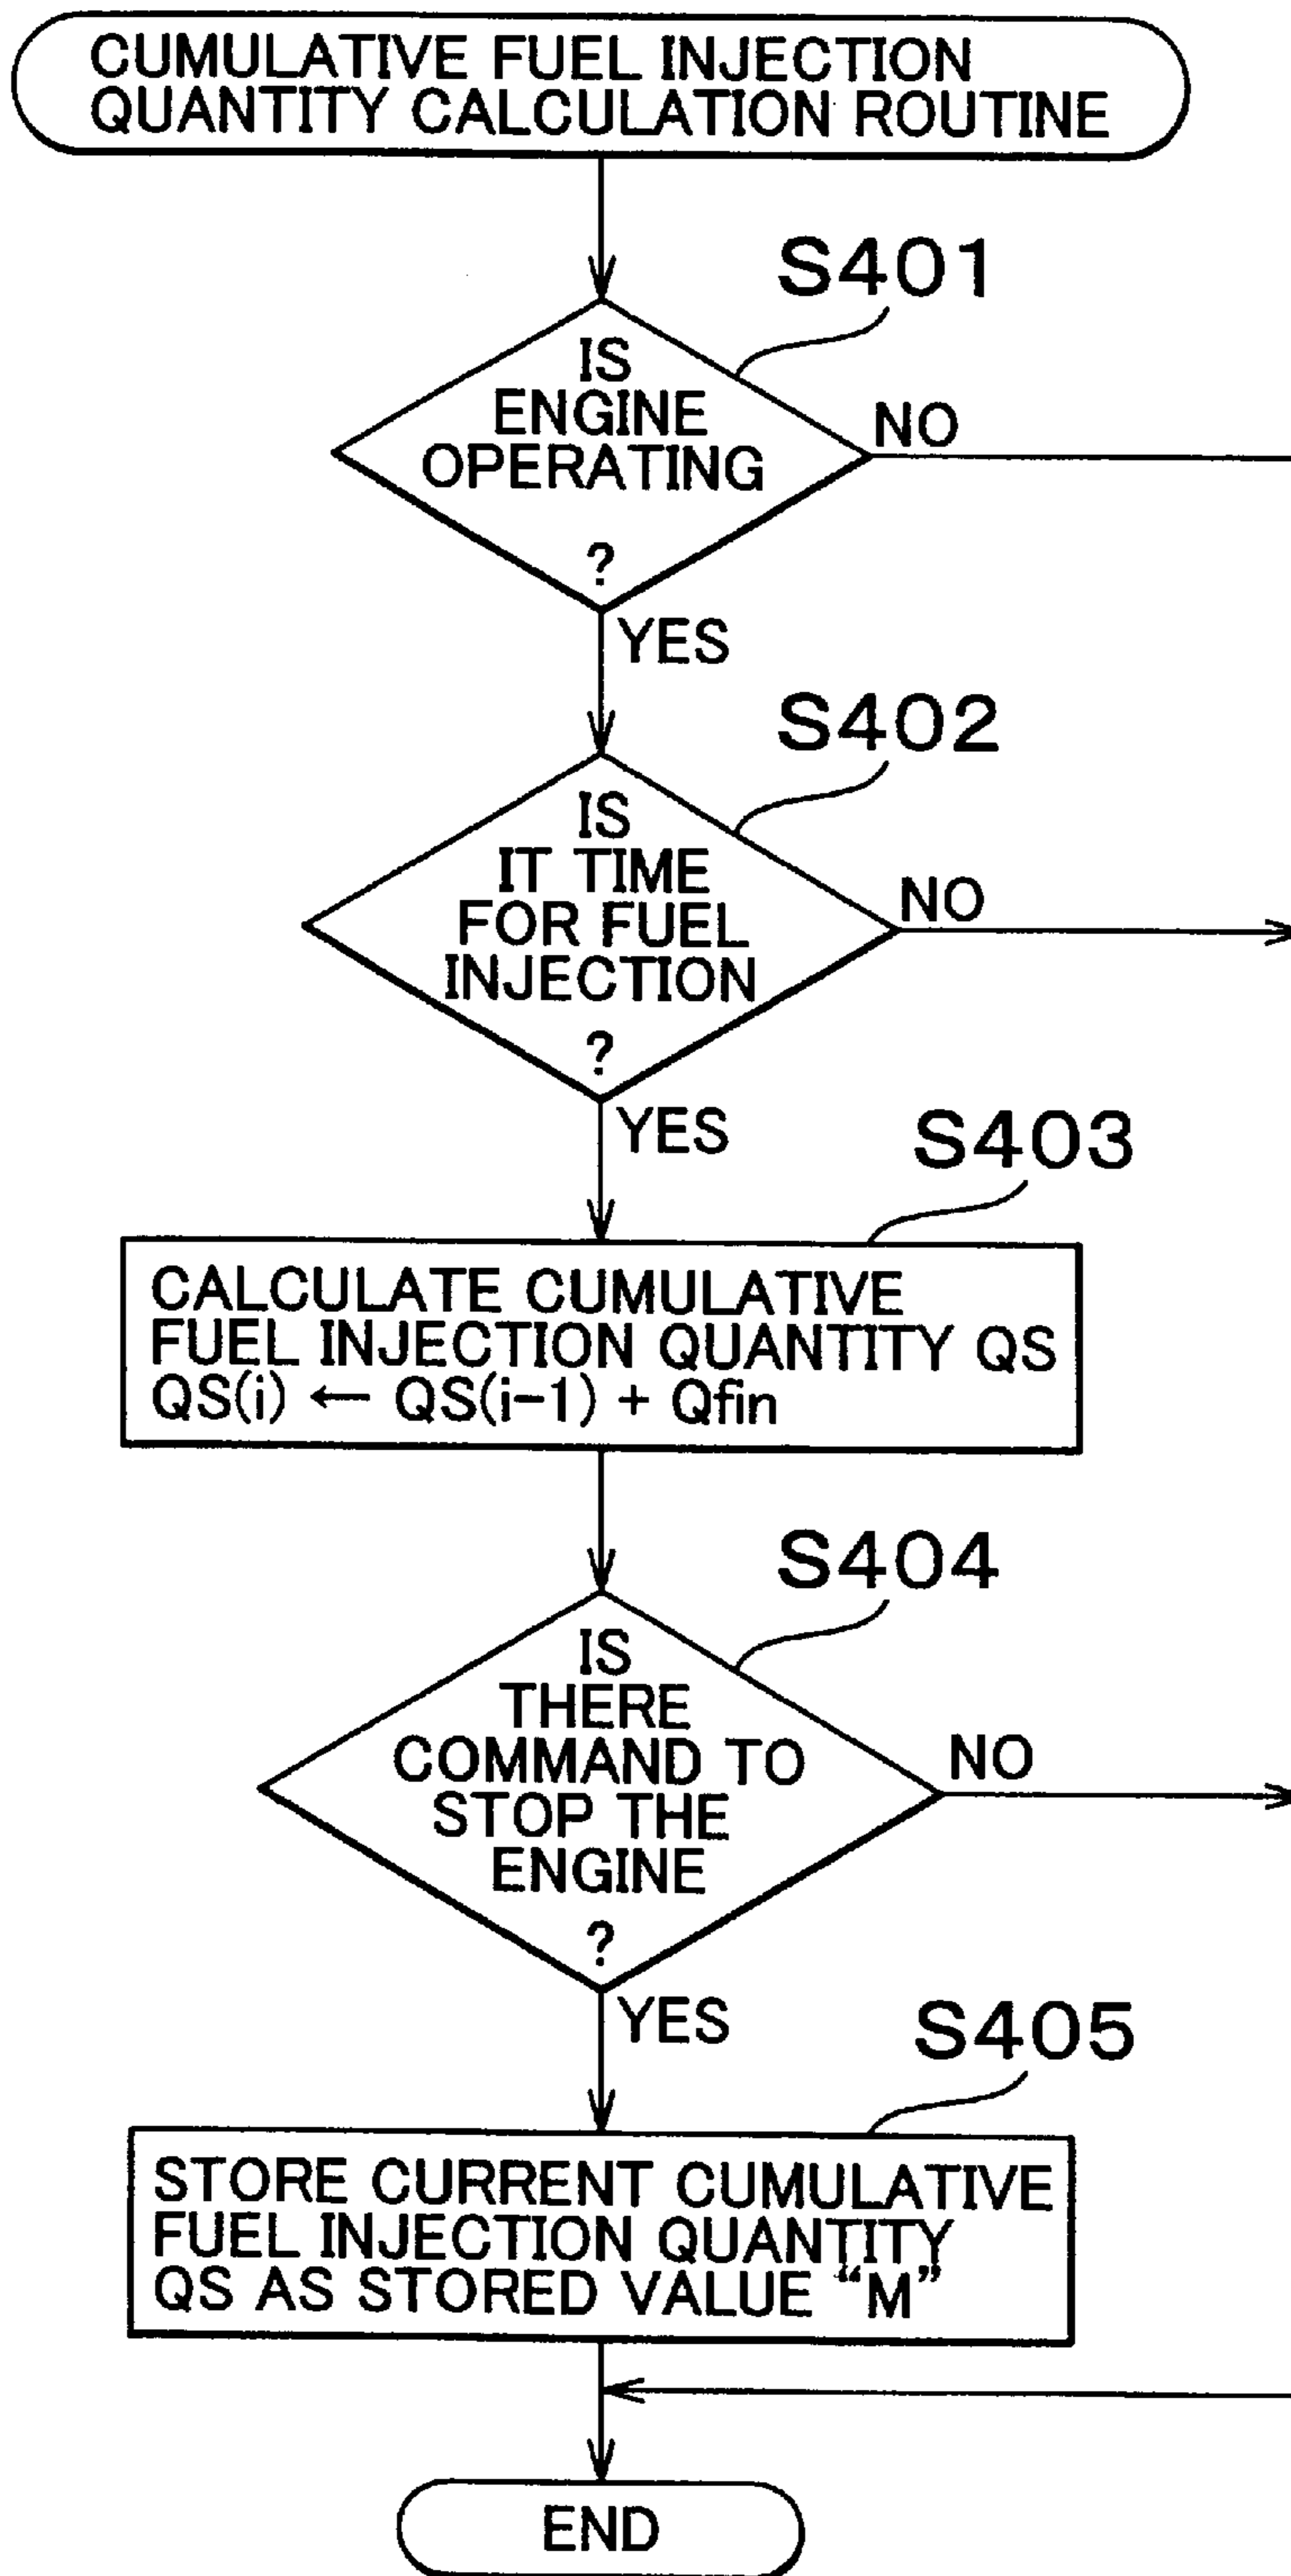 CUMULATIVE FUEL INJECTION
QUANTITY CALCULATION ROUTINE
S401
IS
ENGINE
OPERATING
?
NO
YES
S402
IS
IT TIME
FOR FUEL
INJECTION
?
NO
YES
S403
CALCULATE CUMULATIVE
FUEL INJECTION QUANTITY QS
QS(i) ← QS(i-1) + Qfin
S404
IS
THERE
COMMAND TO
STOP THE
ENGINE
?
NO
YES
S405
STORE CURRENT CUMULATIVE
FUEL INJECTION QUANTITY
QS AS STORED VALUE “M”
END